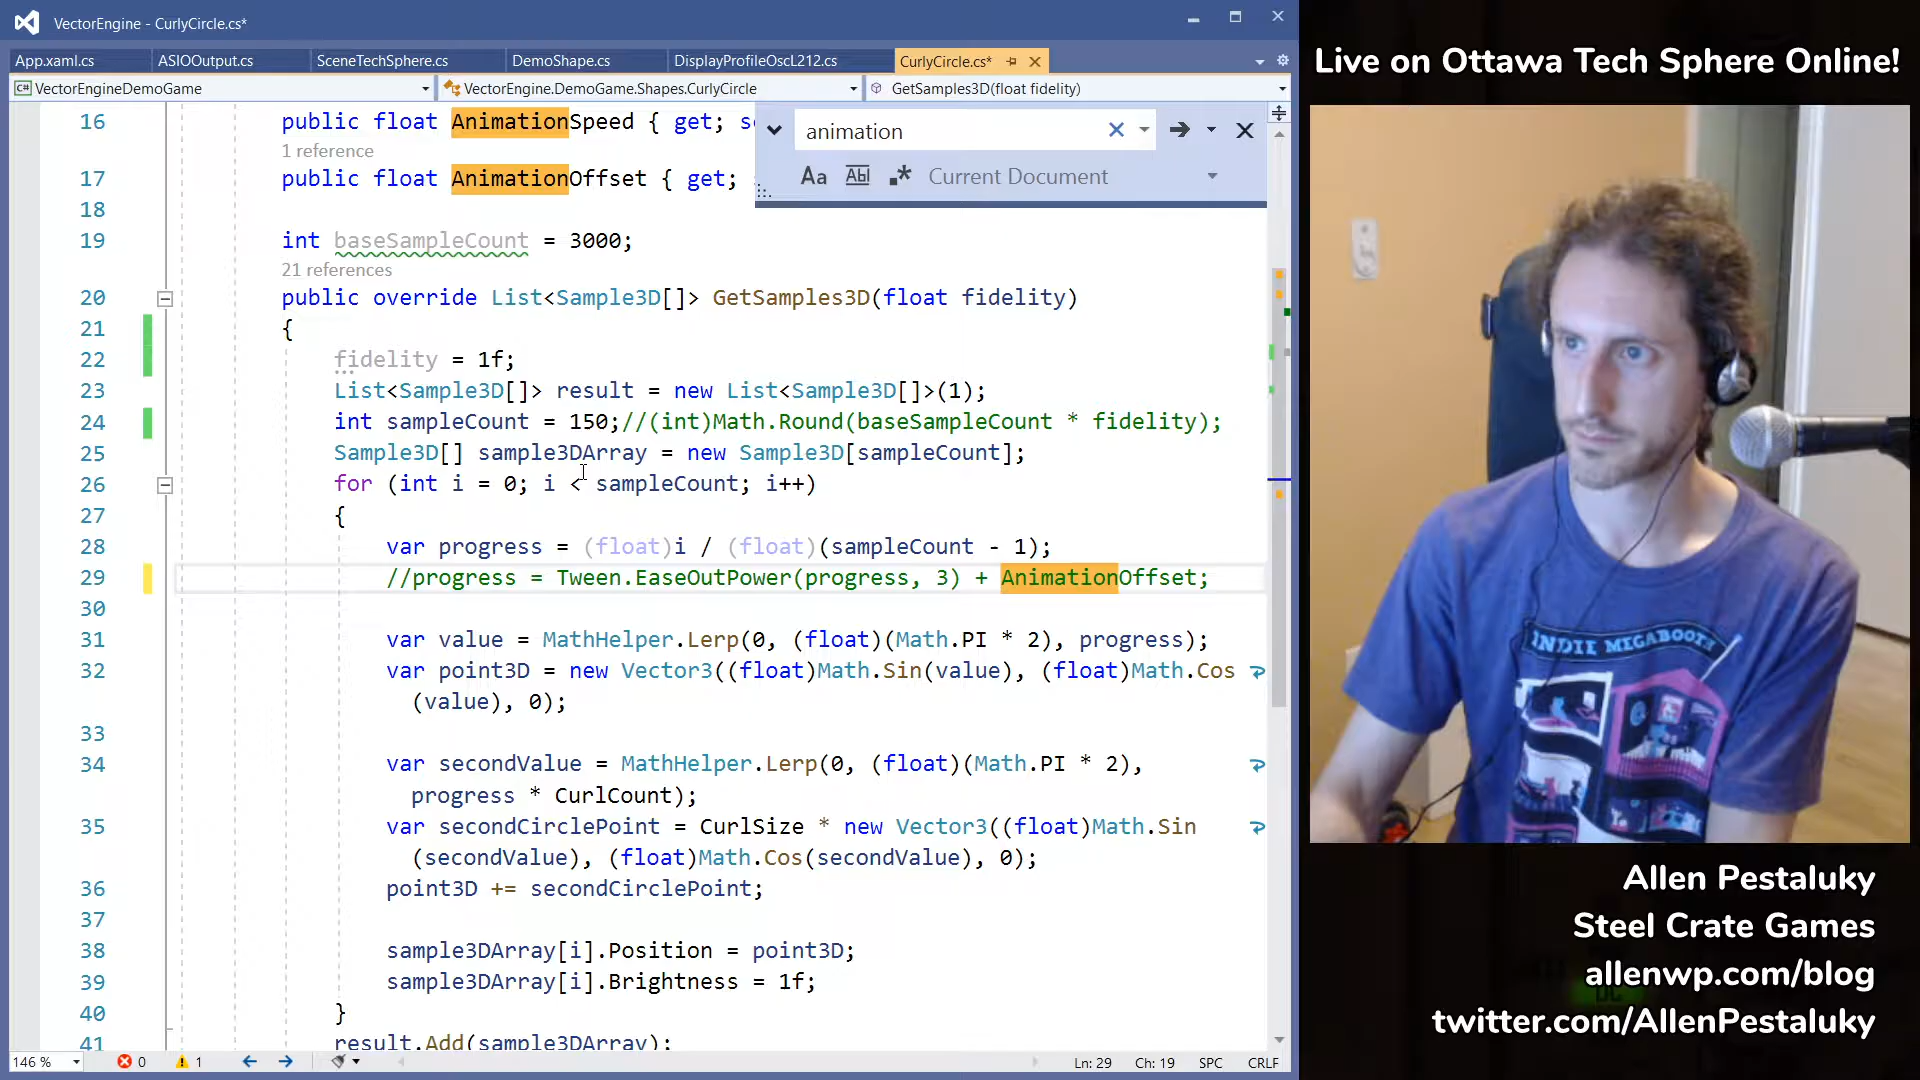 VectorEngine - CurlyCircle.cs*
App.xaml.cs
ASIOOutput.cs
SceneTechSphere.cs
DemoShape.cs
DisplayProfileOscL212.cs
CurlyCircle.cs*
VectorEngineDemoGame
VectorEngine.DemoGame.Shapes.CurlyCircle
GetSamples3D(float fidelity)
animation
Aa Abl Current Document
16 public float AnimationSpeed { get;
1 reference
17 public float AnimationOffset { get;
18
19 int baseSampleCount = 3000;
21 references
20 public override List<Sample3D[]> GetSamples3D(float fidelity)
21 {
22 fidelity = 1f;
23 List<Sample3D[]> result = new List<Sample3D[]>(1);
24 int sampleCount = 150;//(int)Math.Round(baseSampleCount * fidelity);
25 Sample3D[] sample3DArray = new Sample3D[sampleCount];
26 for (int i = 0; i < sampleCount; i++)
27 {
28 var progress = (float)i / (float)(sampleCount - 1);
29 //progress = Tween.EaseOutPower(progress, 3) + AnimationOffset;
30
31 var value = MathHelper.Lerp(0, (float)(Math.PI * 2), progress);
32 var point3D = new Vector3((float)Math.Sin(value), (float)Math.Cos
(value), 0);
33
34 var secondValue = MathHelper.Lerp(0, (float)(Math.PI * 2),
progress * CurlCount);
35 var secondCirclePoint = CurlSize * new Vector3((float)Math.Sin
(secondValue), (float)Math.Cos(secondValue), 0);
36 point3D += secondCirclePoint;
37
38 sample3DArray[i].Position = point3D;
39 sample3DArray[i].Brightness = 1f;
40 }
41 result.Add(sample3DArray);
146 % 0 1 Ln: 29 Ch: 19 SPC CRLF
Live on Ottawa Tech Sphere Online!
INDIE MEGABOOTH
Allen Pestaluky
Steel Crate Games
allenwp.com/blog
twitter.com/AllenPestaluky